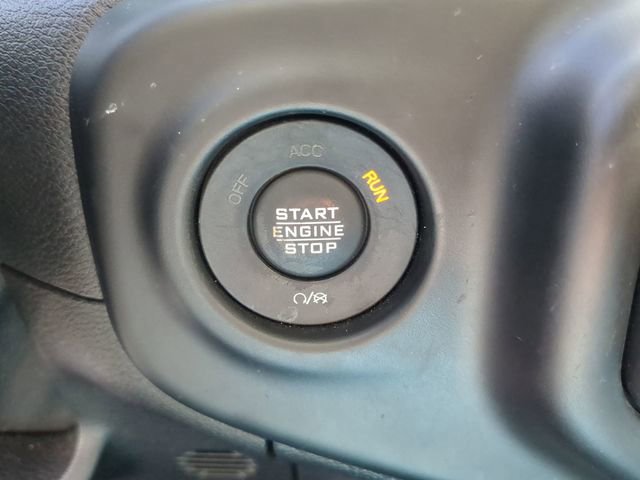 ACC
OFF
RUN
START
ENGINE
STOP